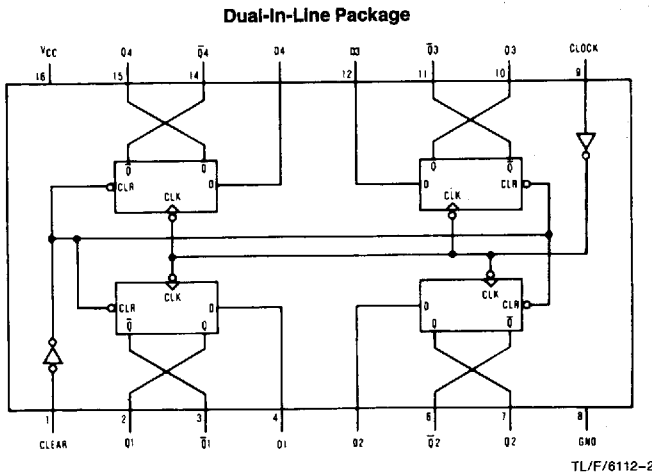 Dual-In-Line Package
VCC Q4 Q̄4 D4 D3 Q̄3 Q3 CLOCK
16 15 14 13 12 11 10 9
Q̄ Q Q Q̄
CLR D D CLR
CLK CLK
CLK CLK
CLR D D CLR
Q̄ Q Q Q̄
1 2 3 4 5 6 7 8
CLEAR Q1 Q̄1 D1 D2 Q̄2 Q2 GND
TL/F/6112-2